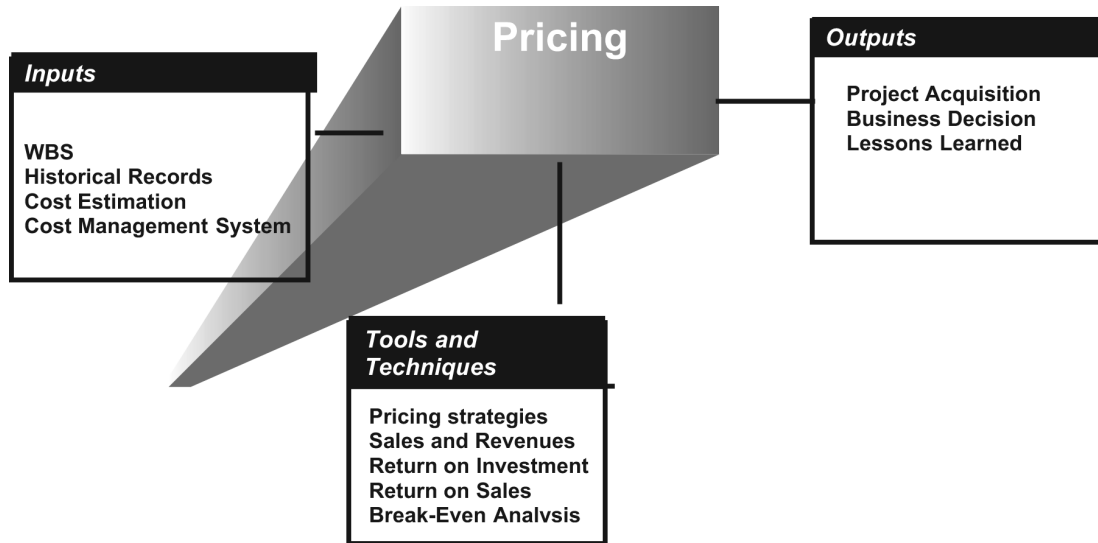 Pricing
Inputs
WBS
Historical Records
Cost Estimation
Cost Management System
Tools and
Techniques
Pricing strategies
Sales and Revenues
Return on Investment
Return on Sales
Break-Even Analvsis
Outputs
Project Acquisition
Business Decision
Lessons Learned